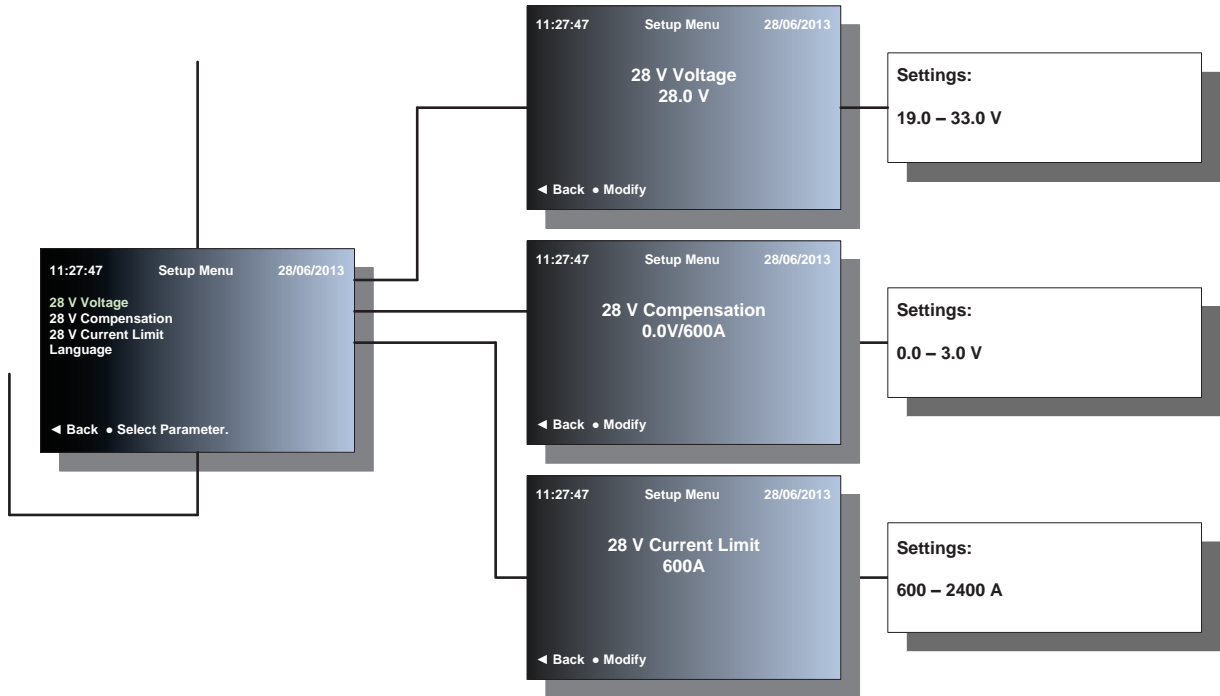 11:27:47 Setup Menu 28/06/2013
28 V Voltage
28 V Compensation
28 V Current Limit
Language
◄ Back ● Select Parameter.
11:27:47 Setup Menu 28/06/2013
28 V Voltage
28.0 V
◄ Back ● Modify
Settings:
19.0 – 33.0 V
11:27:47 Setup Menu 28/06/2013
28 V Compensation
0.0V/600A
◄ Back ● Modify
Settings:
0.0 – 3.0 V
11:27:47 Setup Menu 28/06/2013
28 V Current Limit
600A
◄ Back ● Modify
Settings:
600 – 2400 A